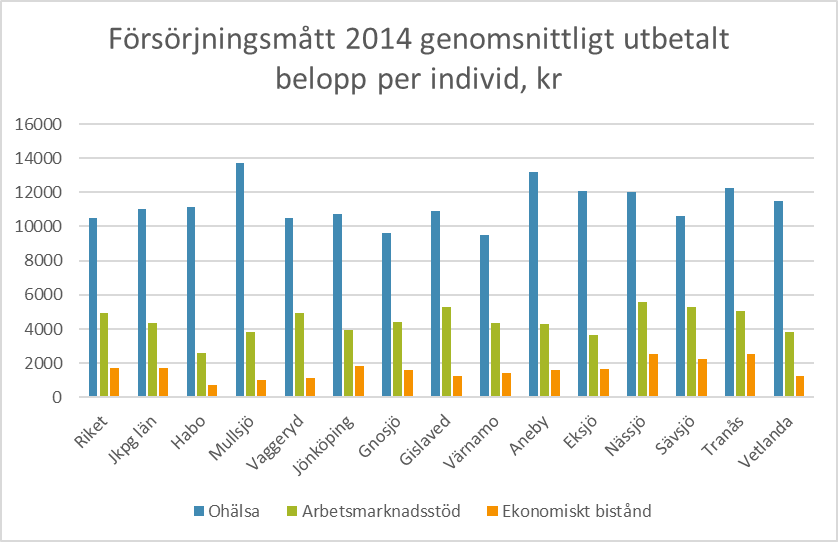 Försörjningsmått 2014 genomsnittligt utbetalt
belopp per individ, kr
16000
14000
12000
10000
8000
6000
4000
2000
0
Riket
Jkpg län
Habo
Mullsjö
Vaggeryd
Jönköping
Gnosjö
Gislaved
Värnamo
Aneby
Eksjö
Nässjö
Sävsjö
Tranås
Vetlanda
Ohälsa
Arbetsmarknadsstöd
Ekonomiskt bistånd